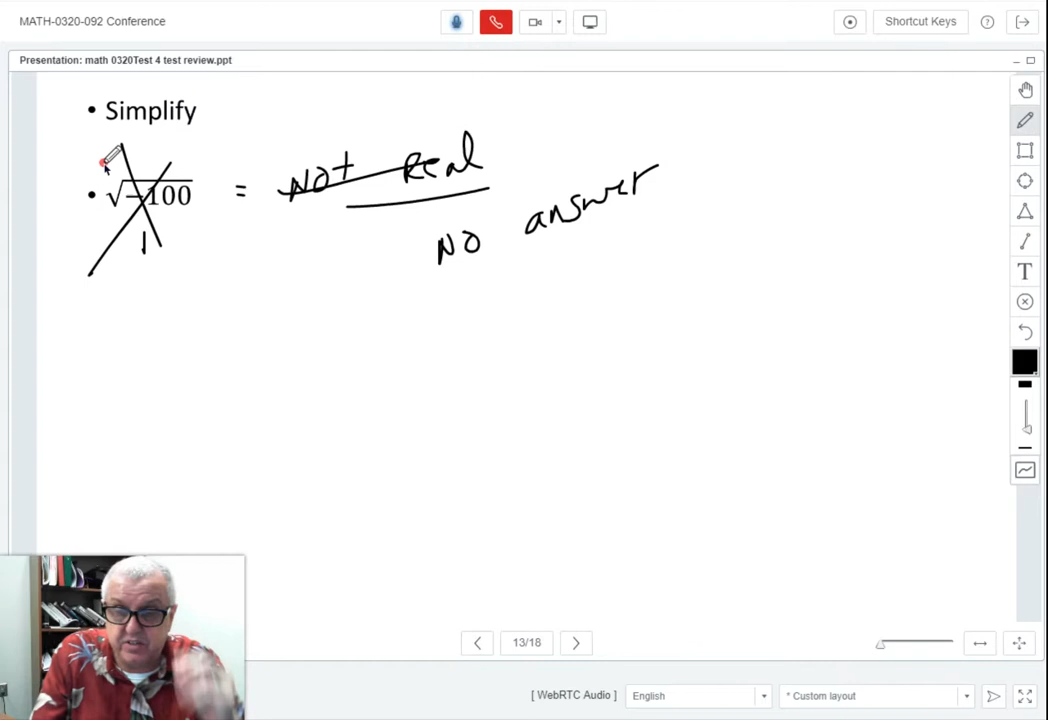 MATH-0320-092 Conference
Shortcut Keys
Presentation: math 0320Test 4 test review.ppt
• Simplify
• √−100 = Not Real
1
No answer
T
13/18
[ WebRTC Audio ] English * Custom layout